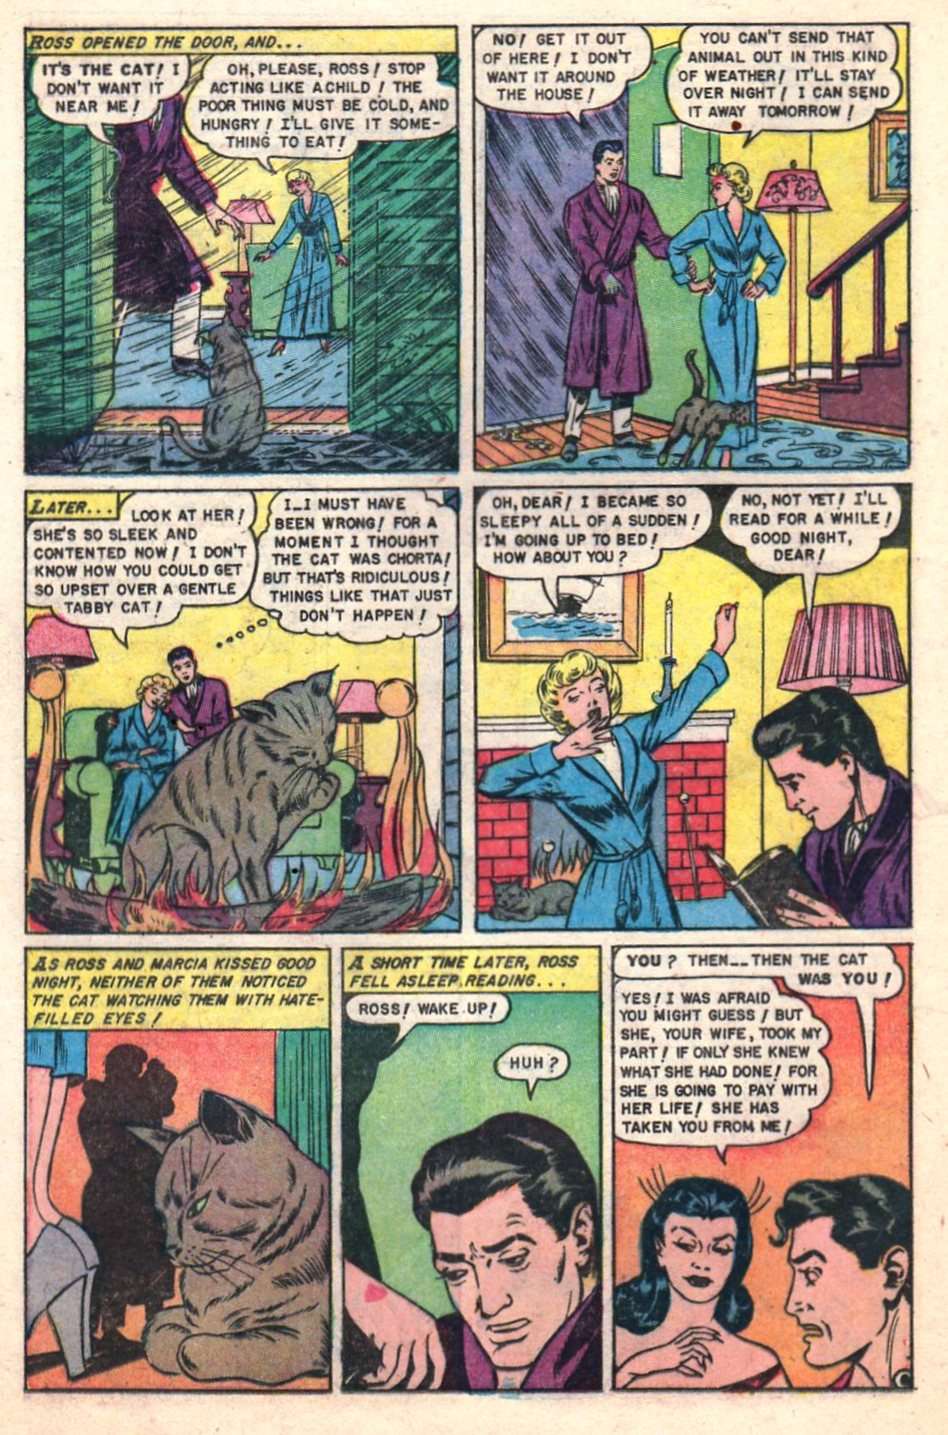 ROSS OPENED THE DOOR, AND...
IT'S THE CAT! I
DON'T WANT IT
NEAR ME!
OH, PLEASE, ROSS! STOP
ACTING LIKE A CHILD! THE
POOR THING MUST BE COLD, AND
HUNGRY! I'LL GIVE IT SOME-
THING TO EAT!
NO! GET IT OUT
OF HERE! I DON'T
WANT IT AROUND
THE HOUSE!
YOU CAN'T SEND THAT
ANIMAL OUT IN THIS KIND
OF WEATHER! IT'LL STAY
OVER NIGHT! I CAN SEND
IT AWAY TOMORROW!
LATER...
LOOK AT HER!
SHE'S SO SLEEK AND
CONTENTED NOW! I DON'T
KNOW HOW YOU COULD GET
SO UPSET OVER A GENTLE
TABBY CAT!
I..I MUST HAVE
BEEN WRONG! FOR A
MOMENT I THOUGHT
THE CAT WAS CHORTA!
BUT THAT'S RIDICULOUS!
THINGS LIKE THAT JUST
DON'T HAPPEN!
OH, DEAR! I BECAME SO
SLEEPY ALL OF A SUDDEN!
I'M GOING UP TO BED!
HOW ABOUT YOU?
NO, NOT YET! I'LL
READ FOR A WHILE!
GOOD NIGHT,
DEAR!
AS ROSS AND MARCIA KISSED GOOD
NIGHT, NEITHER OF THEM NOTICED
THE CAT WATCHING THEM WITH HATE-
FILLED EYES!
A SHORT TIME LATER, ROSS
FELL ASLEEP READING...
ROSS! WAKE UP!
HUH?
YOU? THEN--THEN THE CAT
WAS YOU!
YES! I WAS AFRAID
YOU MIGHT GUESS! BUT
SHE, YOUR WIFE, TOOK MY
PART! IF ONLY SHE KNEW
WHAT SHE HAD DONE! FOR
SHE IS GOING TO PAY WITH
HER LIFE! SHE HAS
TAKEN YOU FROM ME!